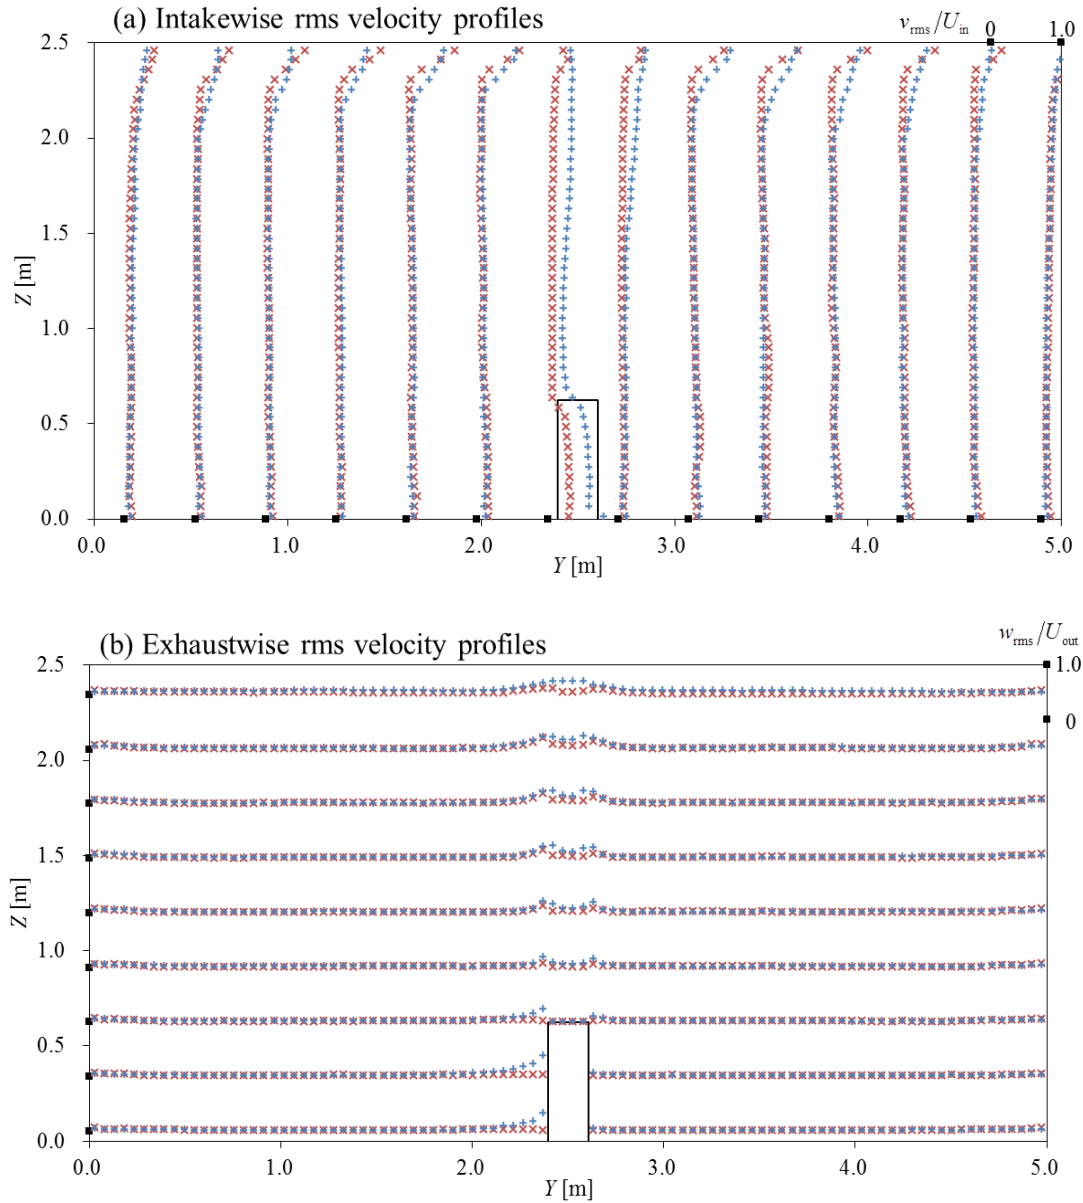 (a) Intakewise rms velocity profiles
v_rms/U_in 0 1.0
2.5
2.0
1.5
1.0
0.5
0.0
Z [m]
0.0 1.0 2.0 3.0 4.0 5.0
Y [m]
(b) Exhaustwise rms velocity profiles
w_rms/U_out
1.0
0
2.5
2.0
1.5
1.0
0.5
0.0
Z [m]
0.0 1.0 2.0 3.0 4.0 5.0
Y [m]